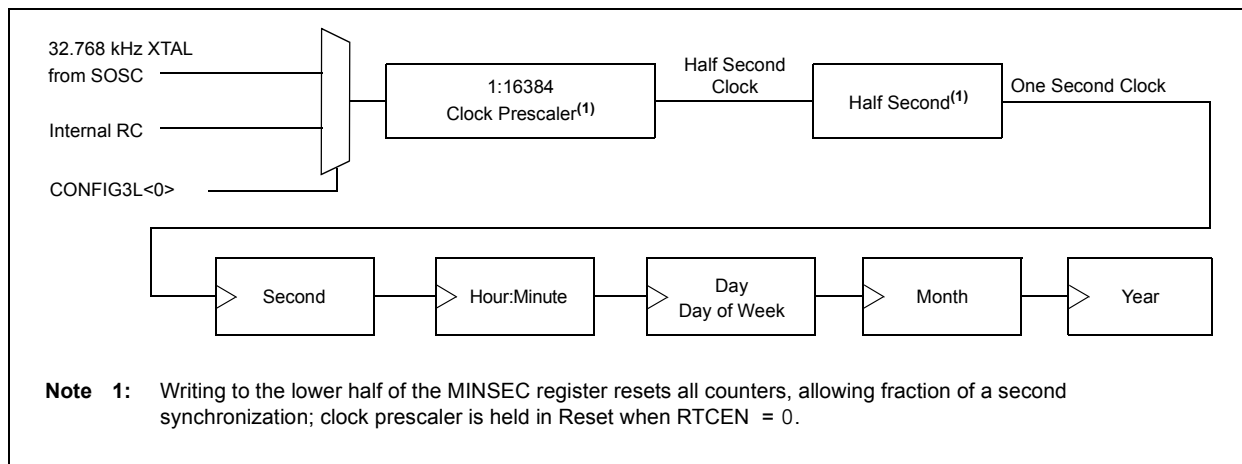 32.768 kHz XTAL
from SOSC
Internal RC
CONFIG3L<0>
1:16384
Clock Prescaler(1)
Half Second
Clock
Half Second(1)
One Second Clock
Second
Hour:Minute
Day
Day of Week
Month
Year
Note 1: Writing to the lower half of the MINSEC register resets all counters, allowing fraction of a second
synchronization; clock prescaler is held in Reset when RTCEN = 0.